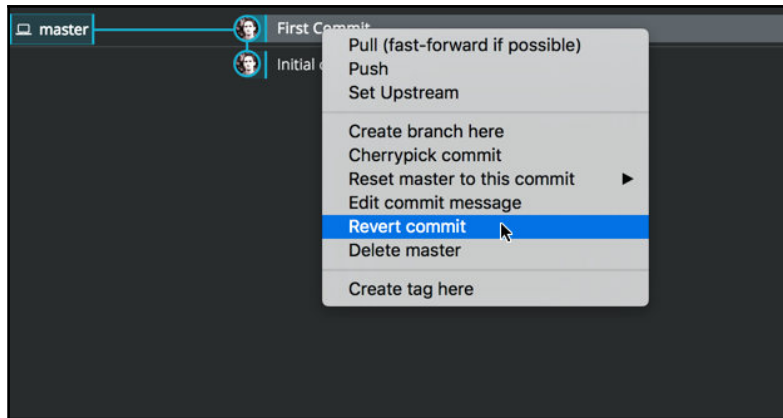 master
First Commit
Initial
Pull (fast-forward if possible)
Push
Set Upstream
Create branch here
Cherrypick commit
Reset master to this commit
Edit commit message
Revert commit
Delete master
Create tag here